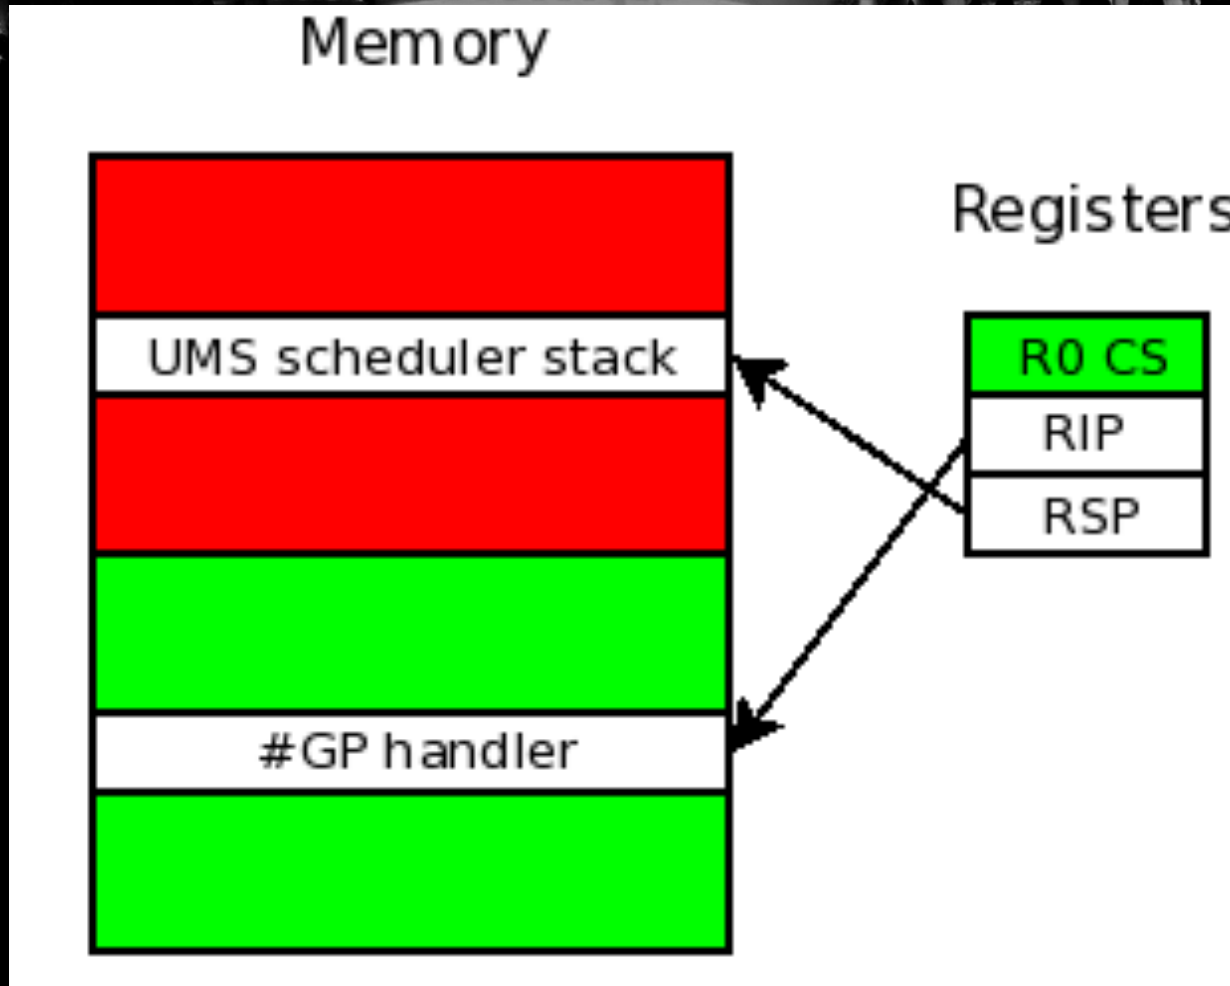 Memory
Registers
UMS scheduler stack
R0 CS
RIP
RSP
#GP handler